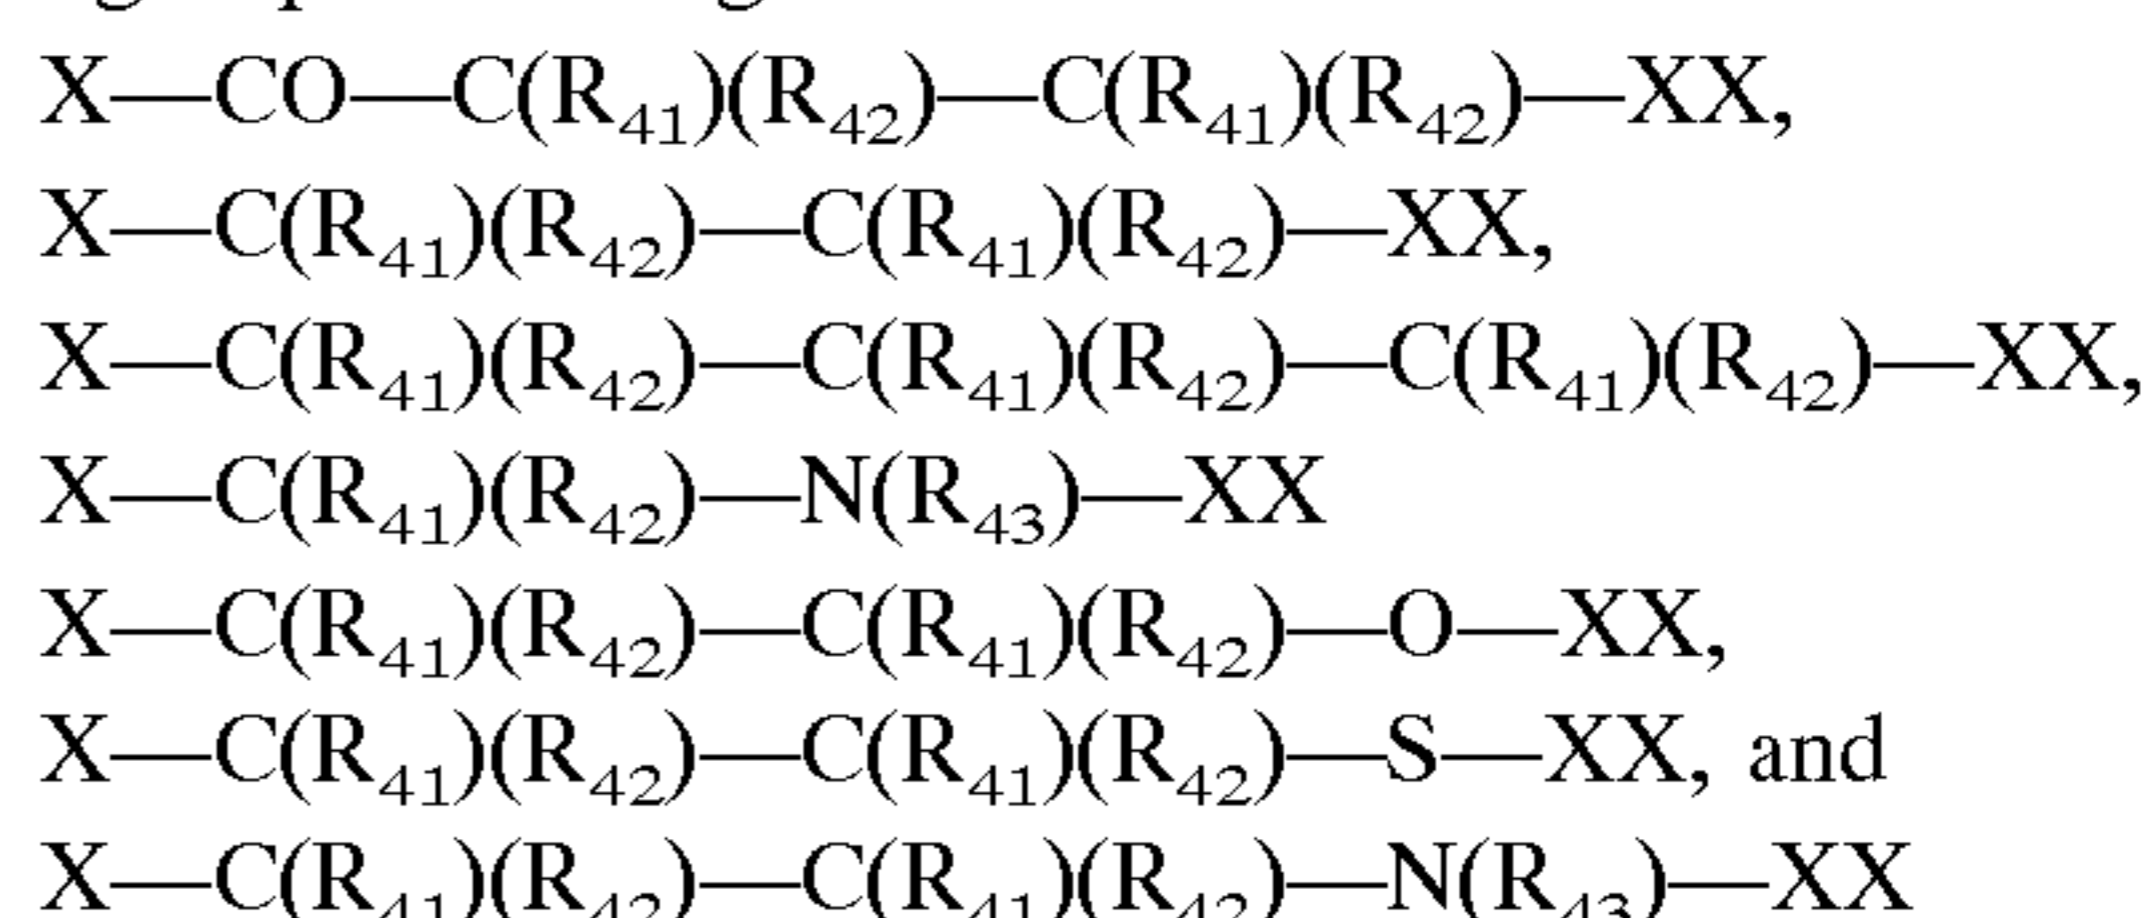 X—CO—C(R₄₁)(R₄₂)—C(R₄₁)(R₄₂)—XX,
X—C(R₄₁)(R₄₂)—C(R₄₁)(R₄₂)—XX,
X—C(R₄₁)(R₄₂)—C(R₄₁)(R₄₂)—C(R₄₁)(R₄₂)—XX,
X—C(R₄₁)(R₄₂)—N(R₄₃)—XX
X—C(R₄₁)(R₄₂)—C(R₄₁)(R₄₂)—O—XX,
X—C(R₄₁)(R₄₂)—C(R₄₁)(R₄₂)—S—XX, and
X—C(R₄₁)(R₄₂)—C(R₄₁)(R₄₂)—N(R₄₃)—XX